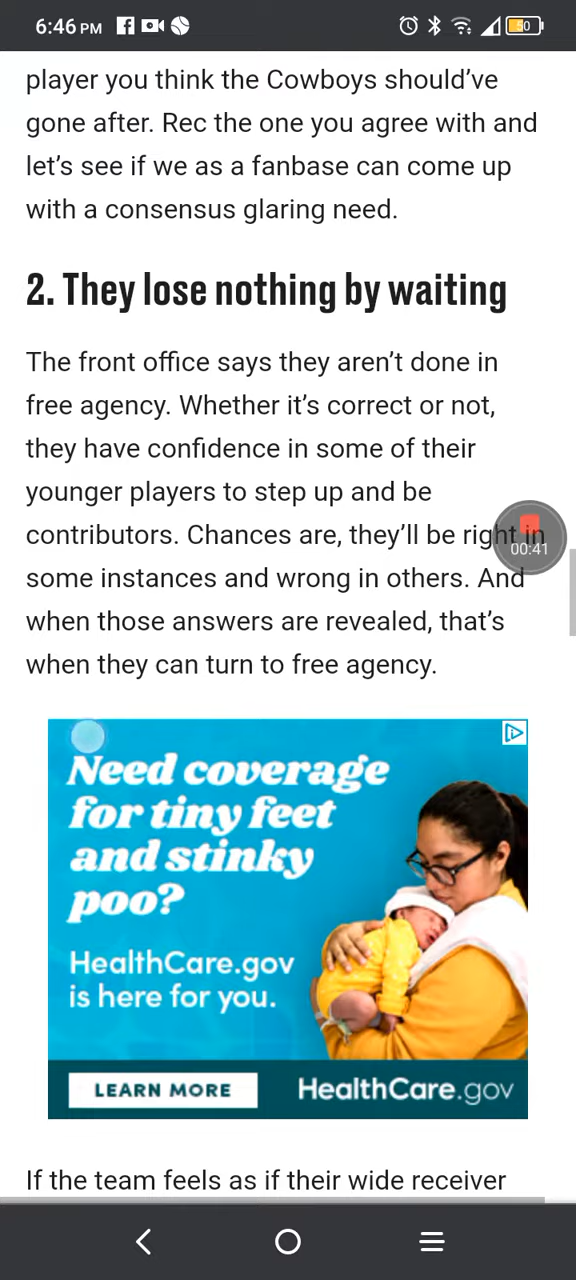 6:46 PM
50
player you think the Cowboys should've
gone after. Rec the one you agree with and
let's see if we as a fanbase can come up
with a consensus glaring need.
2. They lose nothing by waiting
The front office says they aren't done in
free agency. Whether it's correct or not,
they have confidence in some of their
younger players to step up and be
contributors. Chances are, they'll be right in
00:41
some instances and wrong in others. And
when those answers are revealed, that's
when they can turn to free agency.
Need coverage
for tiny feet
and stinky
poo?
HealthCare.gov
is here for you.
LEARN MORE
HealthCare.gov
If the team feels as if their wide receiver